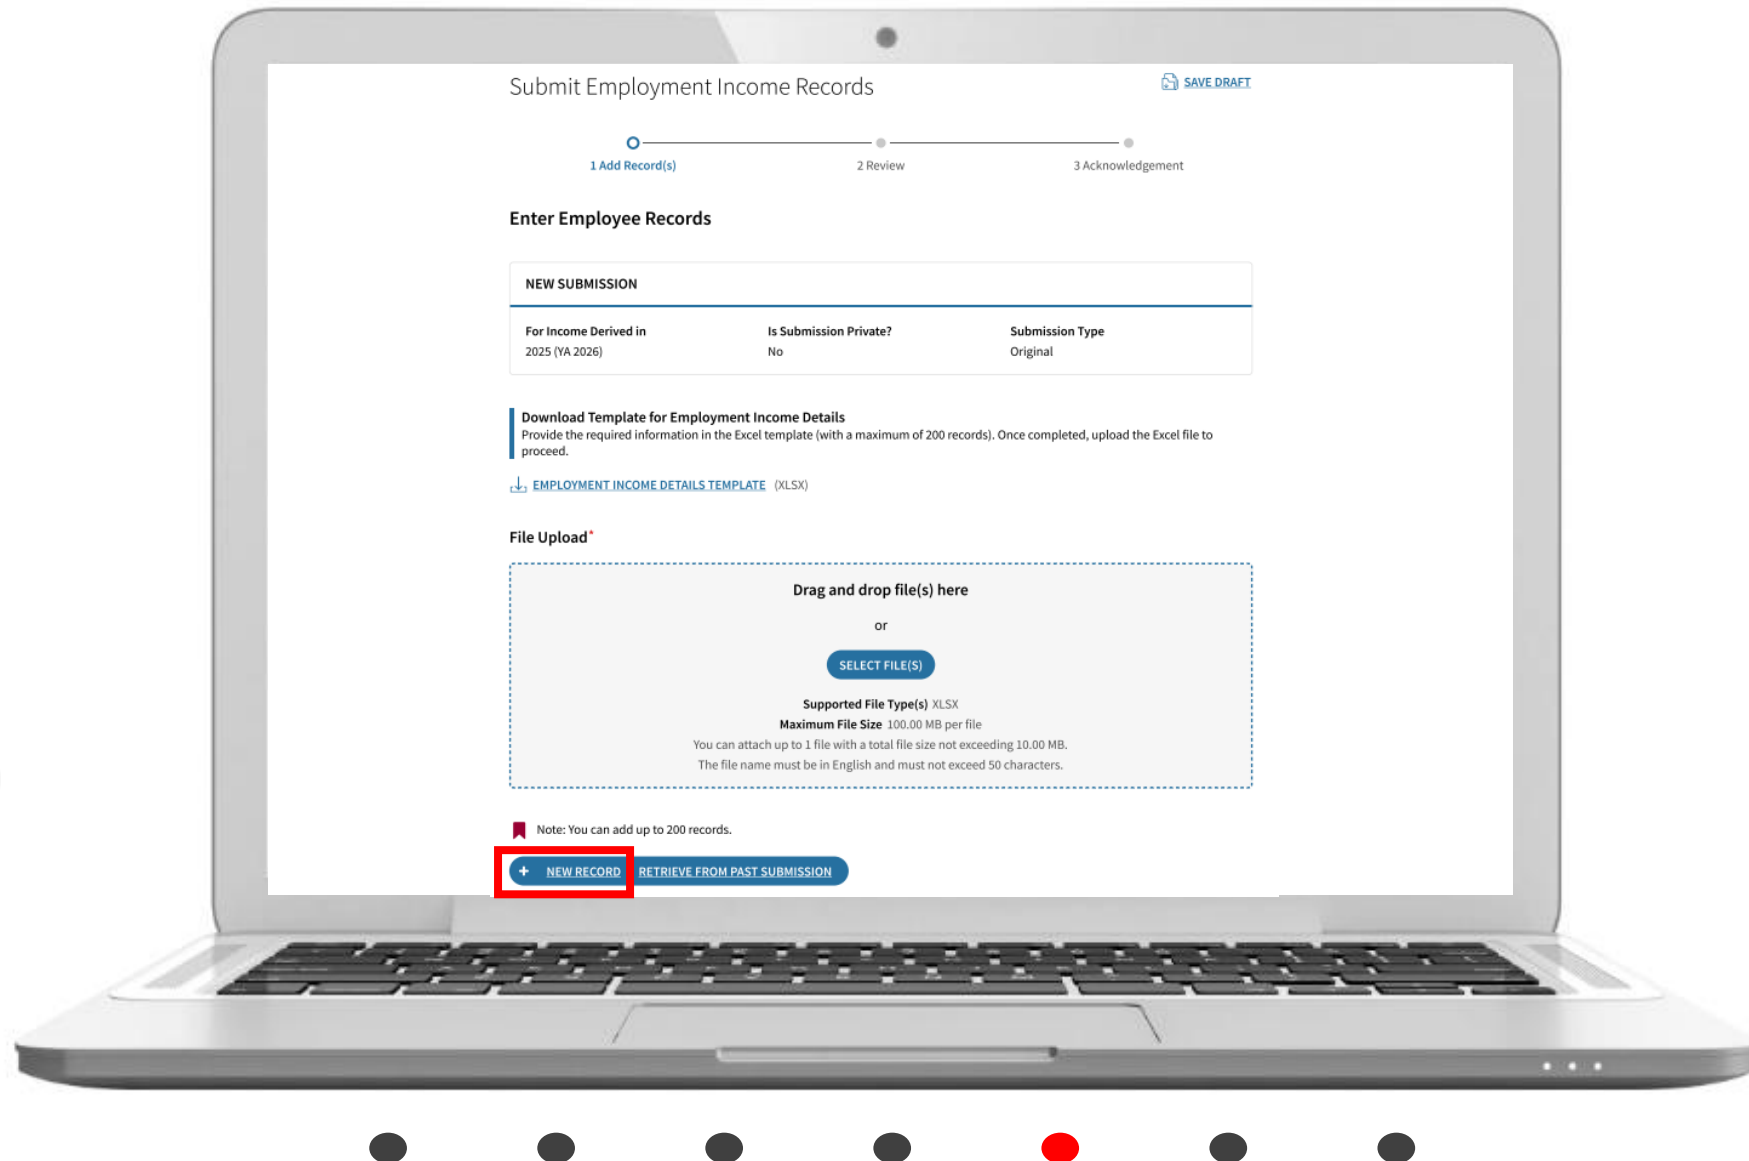 Submit Employment Income Records
SAVE DRAFT
1 Add Record(s)
2 Review
3 Acknowledgement
Enter Employee Records
NEW SUBMISSION
For Income Derived in
Is Submission Private?
Submission Type
2025 (YA 2026)
No
Original
Download Template for Employment Income Details
Provide the required information in the Excel template (with a maximum of 200 records). Once completed, upload the Excel file to
proceed.
EMPLOYMENT INCOME DETAILS TEMPLATE (XLSX)
File Upload*
Drag and drop file(s) here
or
SELECT FILE(S)
Supported File Type(s) XLSX
Maximum File Size 100.00 MB per file
You can attach up to 1 file with a total file size not exceeding 10.00 MB.
The file name must be in English and must not exceed 50 characters.
Note: You can add up to 200 records.
+ NEW RECORD
RETRIEVE FROM PAST SUBMISSION